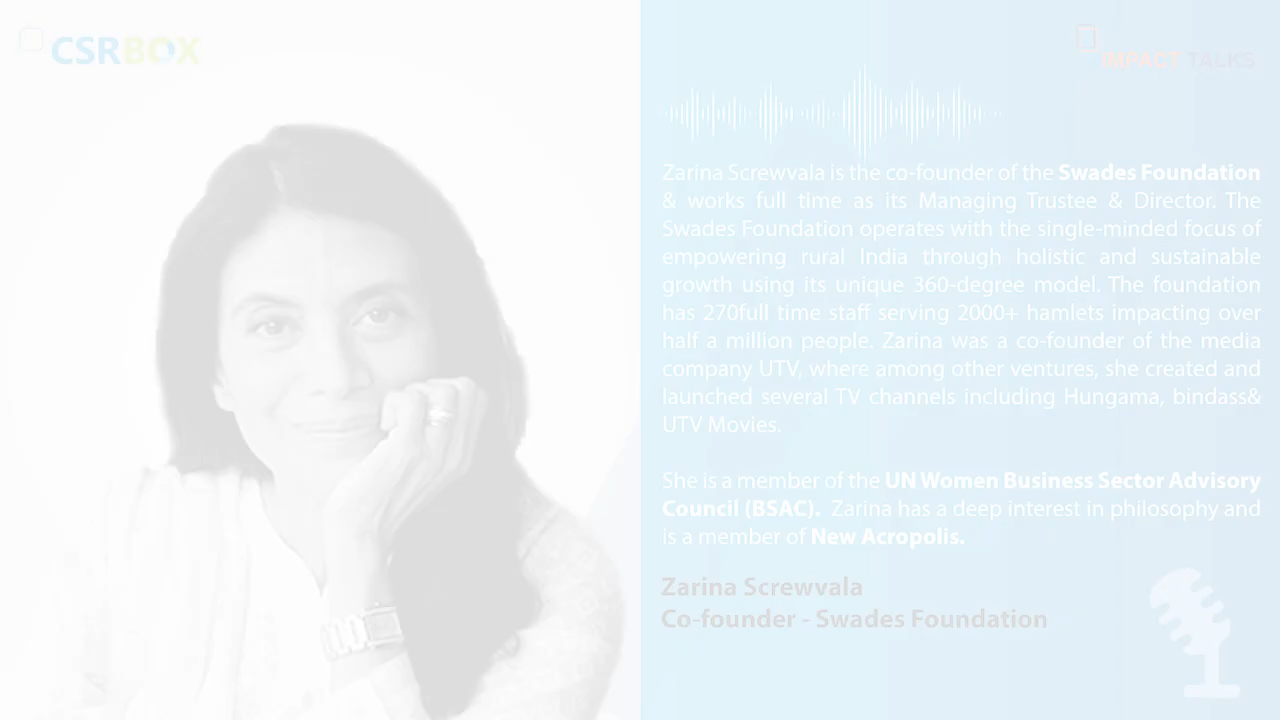 CSRBOX
IMPACT TALKS
Zarina Screwvala is the co-founder of the Swades Foundation
& works full time as its Managing Trustee & Director. The
Swades Foundation operates with the single-minded focus of
empowering rural India through holistic and sustainable
growth using its unique 360-degree model. The foundation
has 270full time staff serving 2000+ hamlets impacting over
half a million people. Zarina was a co-founder of the media
company UTV, where among other ventures, she created and
launched several TV channels including Hungama, bindass&
UTV Movies.
She is a member of the UN Women Business Sector Advisory
Council (BSAC). Zarina has a deep interest in philosophy and
is a member of New Acropolis.
Zarina Screwvala
Co-founder - Swades Foundation